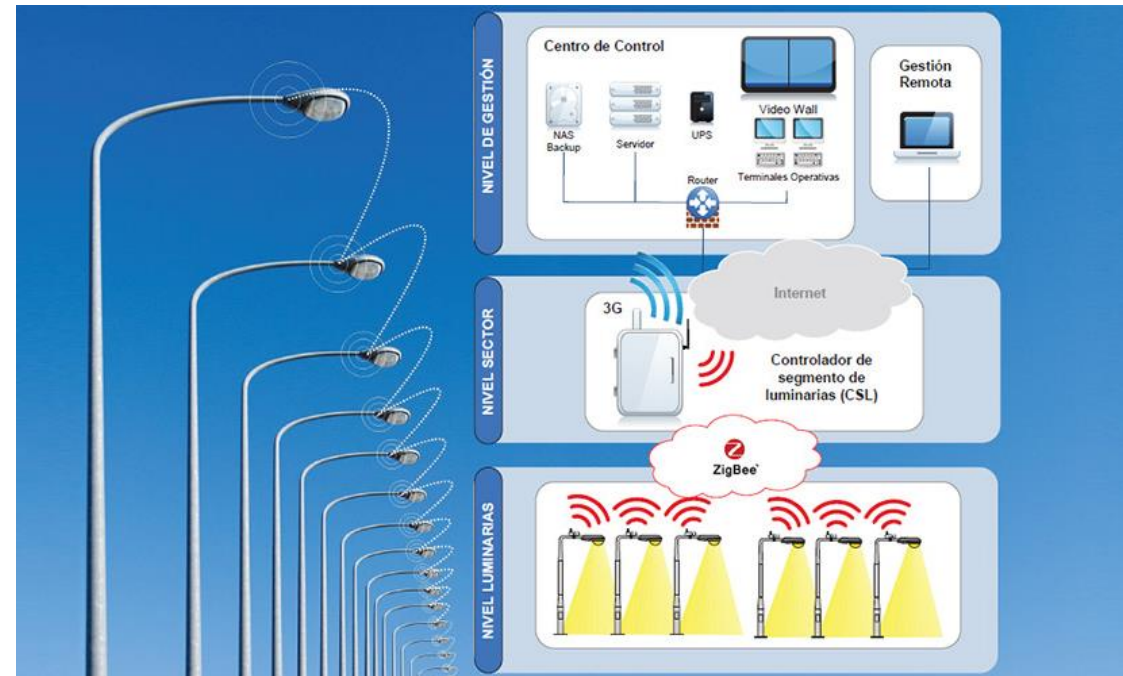 NIVEL DE GESTIÓN
Centro de Control
NAS
Backup
Servidor
UPS
Video Wall
Terminales Operativas
Router
Gestión
Remota
Internet
NIVEL SECTOR
3G
Controlador de
segmento de
luminarias (CSL)
ZigBee®
NIVEL LUMINARIAS